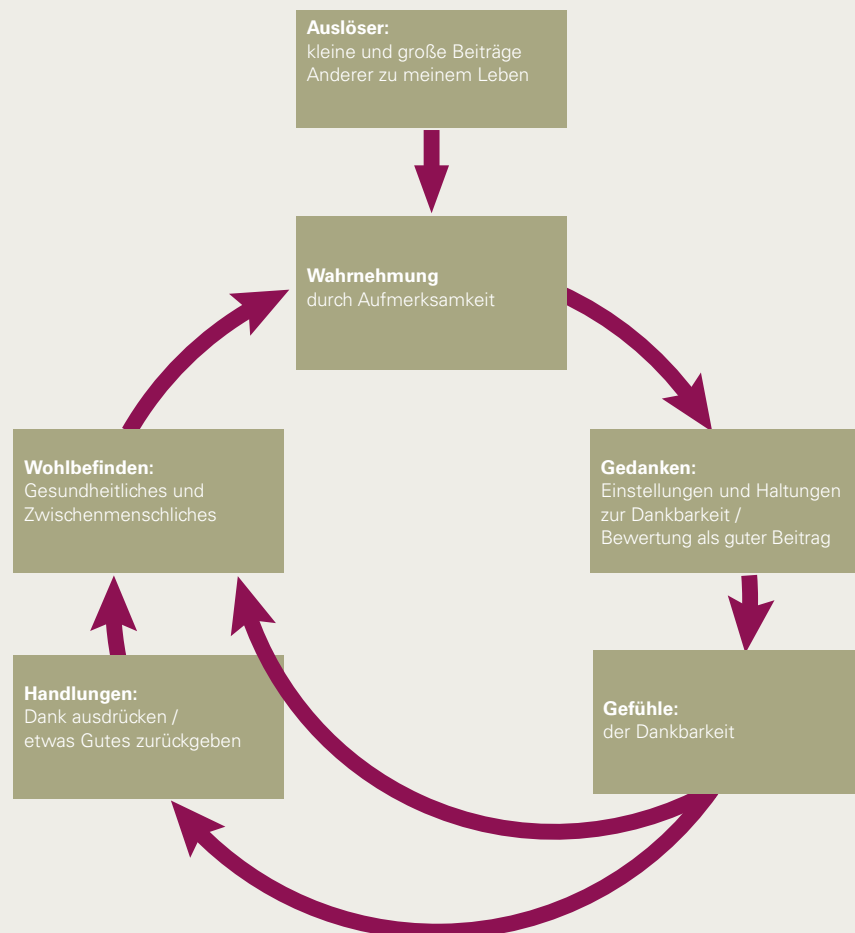 Auslöser:
kleine und große Beiträge
Anderer zu meinem Leben
Wahrnehmung
durch Aufmerksamkeit
Gedanken:
Einstellungen und Haltungen
zur Dankbarkeit /
Bewertung als guter Beitrag
Gefühle:
der Dankbarkeit
Handlungen:
Dank ausdrücken /
etwas Gutes zurückgeben
Wohlbefinden:
Gesundheitliches und
Zwischenmenschliches